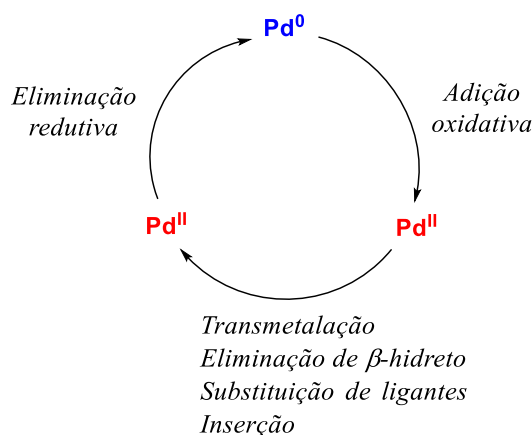 Pd⁰
Eliminação
redutiva
Adição
oxidativa
Pdᴵᴵ
Pdᴵᴵ
Transmetalação
Eliminação de β-hidreto
Substituição de ligantes
Inserção